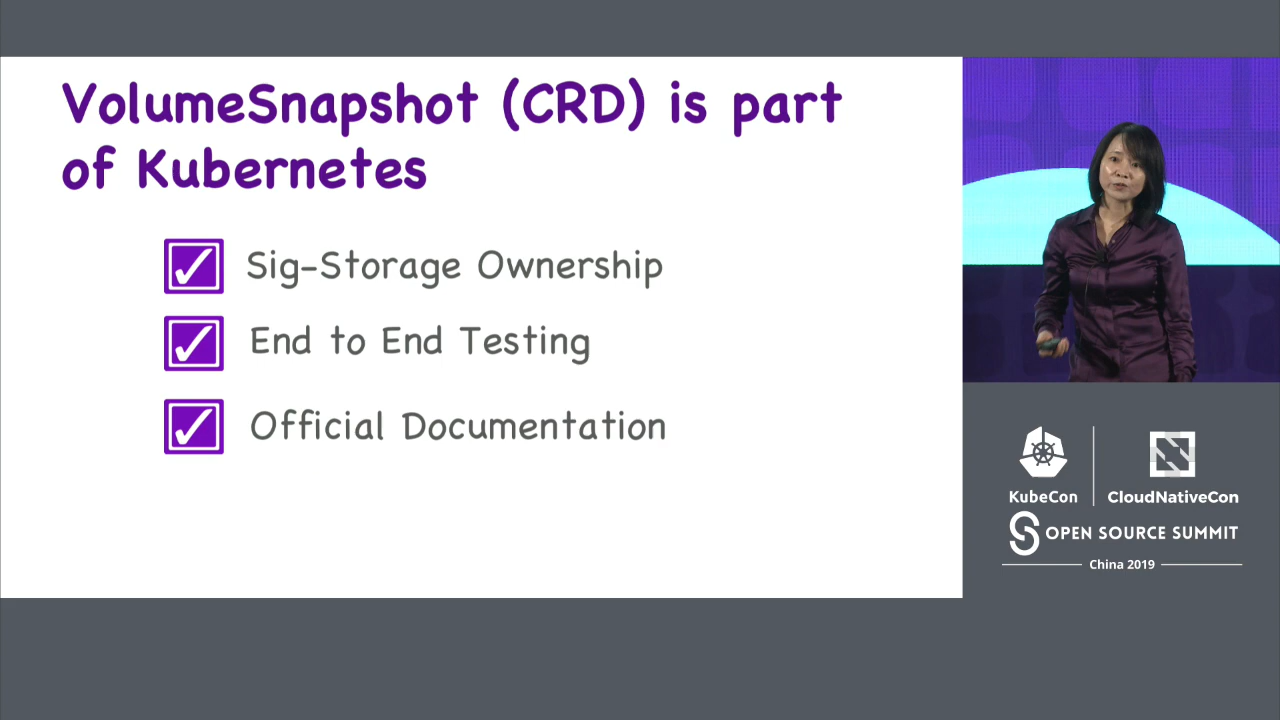 VolumeSnapshot (CRD) is part
of Kubernetes
Sig-Storage Ownership
End to End Testing
Official Documentation
KubeCon
CloudNativeCon
OPEN SOURCE SUMMIT
China 2019